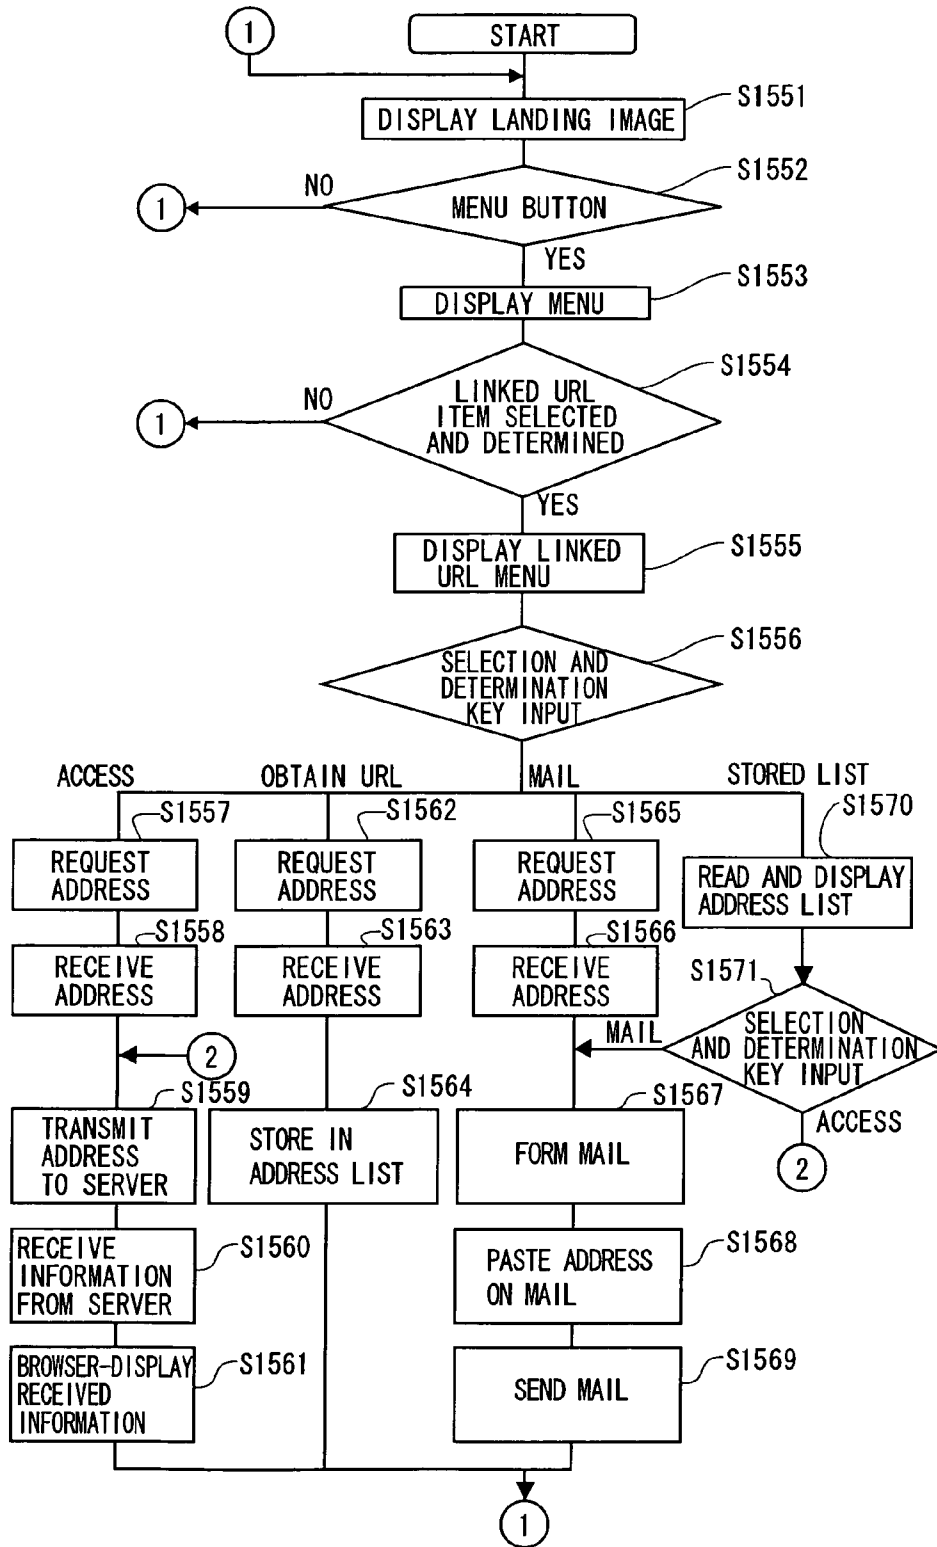 1
START
S1551
DISPLAY LANDING IMAGE
S1552
NO
1
MENU BUTTON
YES
S1553
DISPLAY MENU
S1554
NO
1
LINKED URL
ITEM SELECTED
AND DETERMINED
YES
S1555
DISPLAY LINKED
URL MENU
S1556
SELECTION AND
DETERMINATION
KEY INPUT
ACCESS
OBTAIN URL
MAIL
STORED LIST
S1557
S1562
S1565
S1570
REQUEST
ADDRESS
REQUEST
ADDRESS
REQUEST
ADDRESS
READ AND DISPLAY
ADDRESS LIST
S1558
S1563
S1566
S1571
RECEIVE
ADDRESS
RECEIVE
ADDRESS
RECEIVE
ADDRESS
SELECTION
AND DETERMINATION
KEY INPUT
MAIL
2
S1559
S1564
S1567
ACCESS
2
TRANSMIT
ADDRESS
TO SERVER
STORE IN
ADDRESS LIST
FORM MAIL
S1560
RECEIVE
INFORMATION
FROM SERVER
S1568
PASTE ADDRESS
ON MAIL
S1561
BROWSER-DISPLAY
RECEIVED
INFORMATION
S1569
SEND MAIL
1